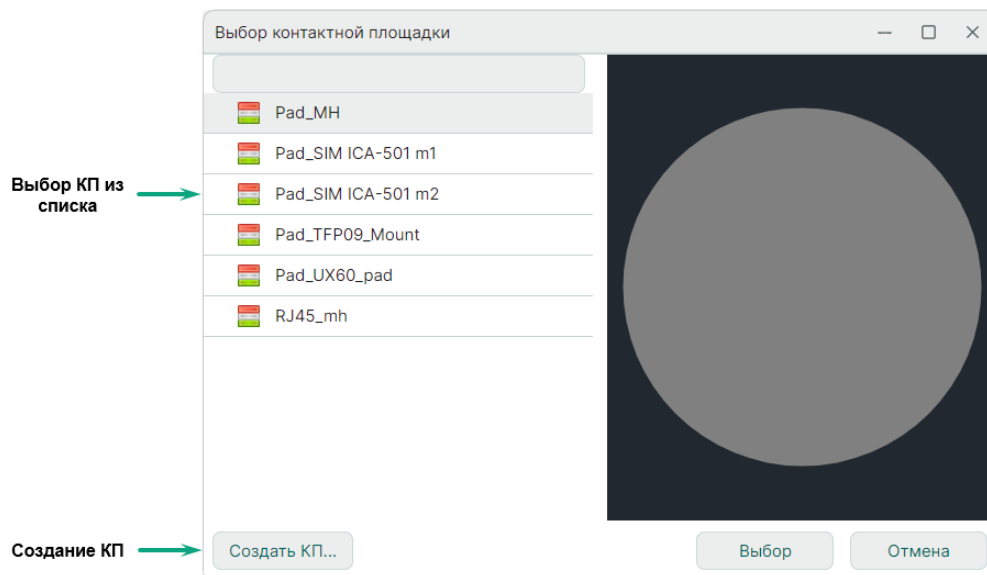 Выбор контактной площадки
Pad_MH
Pad_SIM ICA-501 m1
Выбор КП из
списка
Pad_SIM ICA-501 m2
Pad_TFP09_Mount
Pad_UX60_pad
RJ45_mh
Создание КП
Создать КП...
Выбор
Отмена